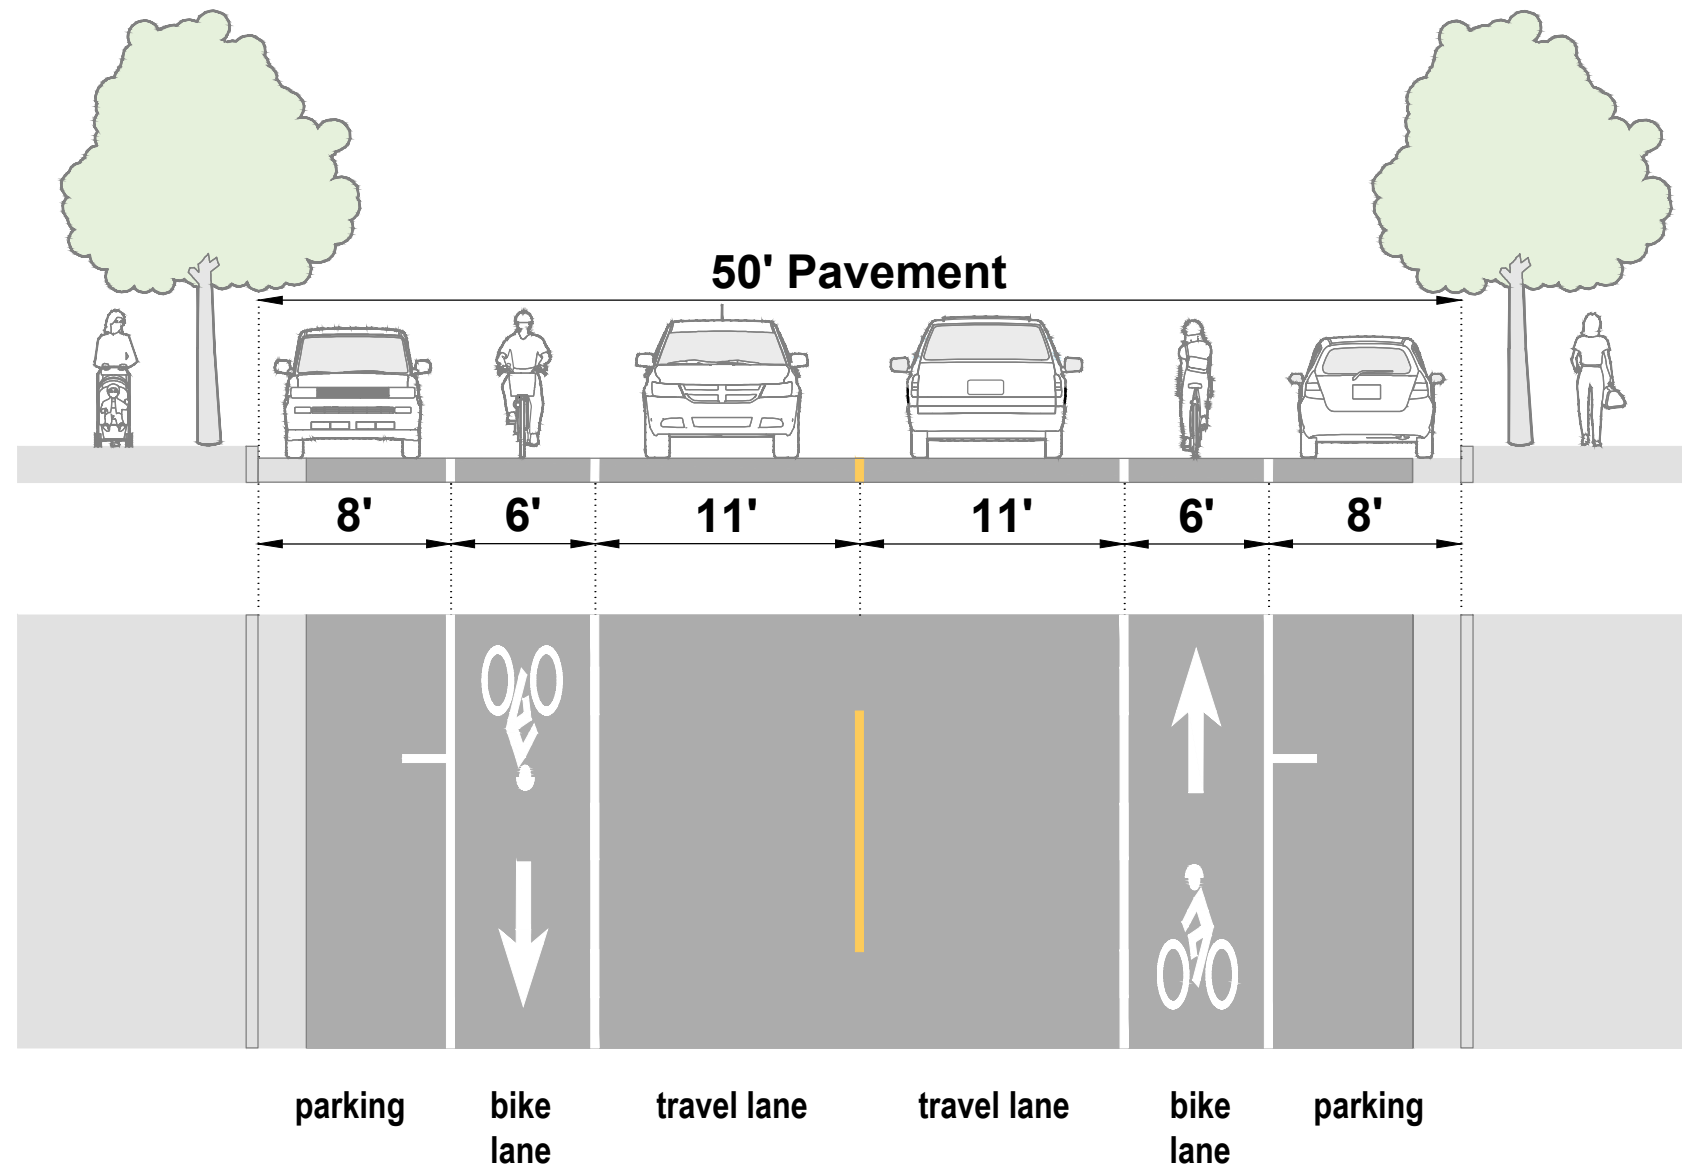 50' Pavement
8' 6' 11' 11' 6' 8'
parking bike travel lane travel lane bike parking
lane lane